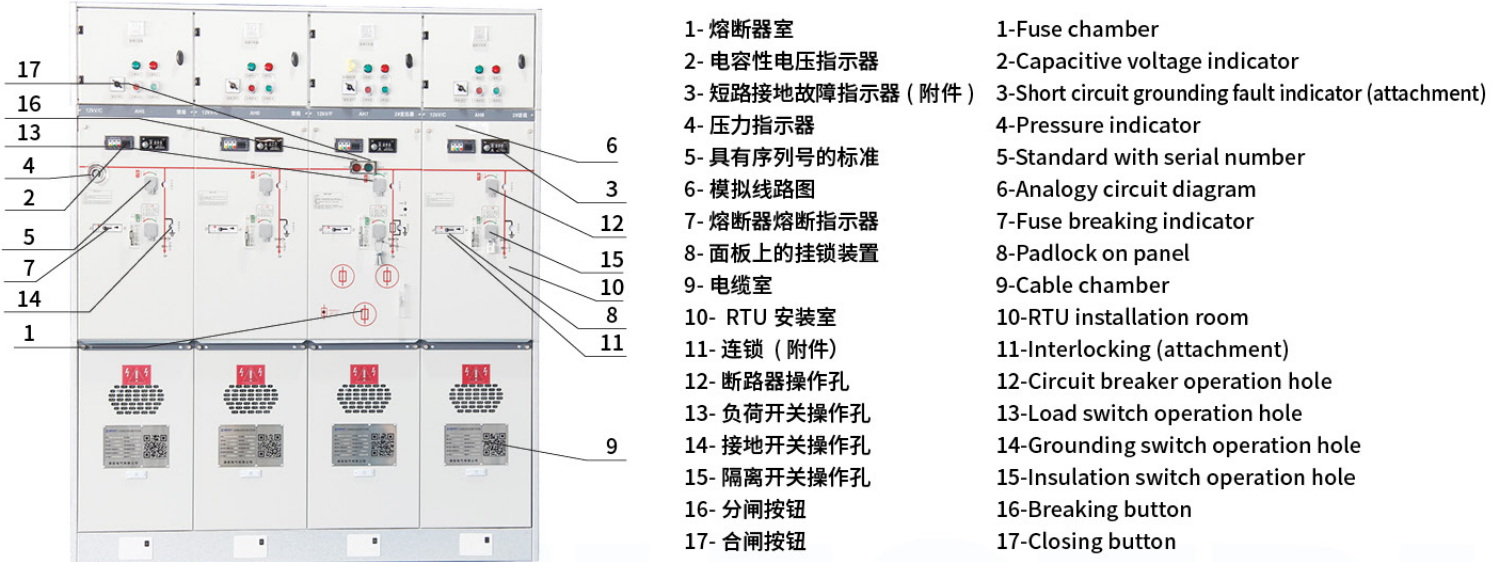 17
16
13
4
2
5
7
14
1
6
3
12
15
10
8
11
9
1- 熔断器室
2- 电容性电压指示器
3- 短路接地故障指示器 ( 附件 )
4- 压力指示器
5- 具有序列号的标准
6- 模拟线路图
7- 熔断器熔断指示器
8- 面板上的挂锁装置
9- 电缆室
10- RTU 安装室
11- 连锁 ( 附件）
12- 断路器操作孔
13- 负荷开关操作孔
14- 接地开关操作孔
15- 隔离开关操作孔
16- 分闸按钮
17- 合闸按钮
1-Fuse chamber
2-Capacitive voltage indicator
3-Short circuit grounding fault indicator (attachment)
4-Pressure indicator
5-Standard with serial number
6-Analogy circuit diagram
7-Fuse breaking indicator
8-Padlock on panel
9-Cable chamber
10-RTU installation room
11-Interlocking (attachment)
12-Circuit breaker operation hole
13-Load switch operation hole
14-Grounding switch operation hole
15-Insulation switch operation hole
16-Breaking button
17-Closing button